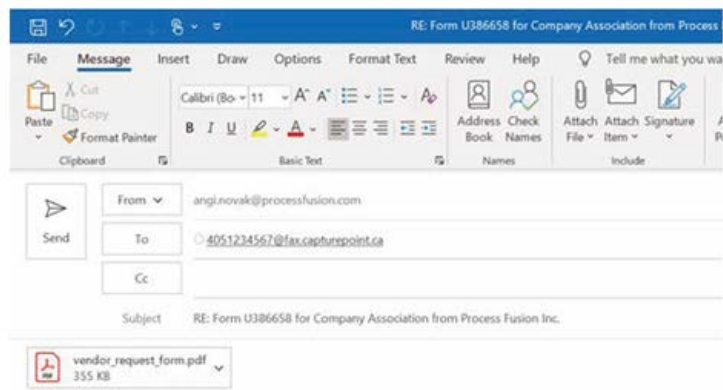 RE: Form U386658 for Company Association from Process
File Message Insert Draw Options Format Text Review Help Tell me what you wa
Paste
Cut
Copy
Format Painter
Clipboard
Calibri (Bo 11 A^ A˅
B I U A
Basic Text
Address Book
Check Names
Names
Attach File
Attach Item
Signature
Include
Send
From angi.novak@processfusion.com
To 4051234567@fax.capturepoint.ca
Cc
Subject RE: Form U386658 for Company Association from Process Fusion Inc.
PDF
vendor_request_form.pdf
355 KB